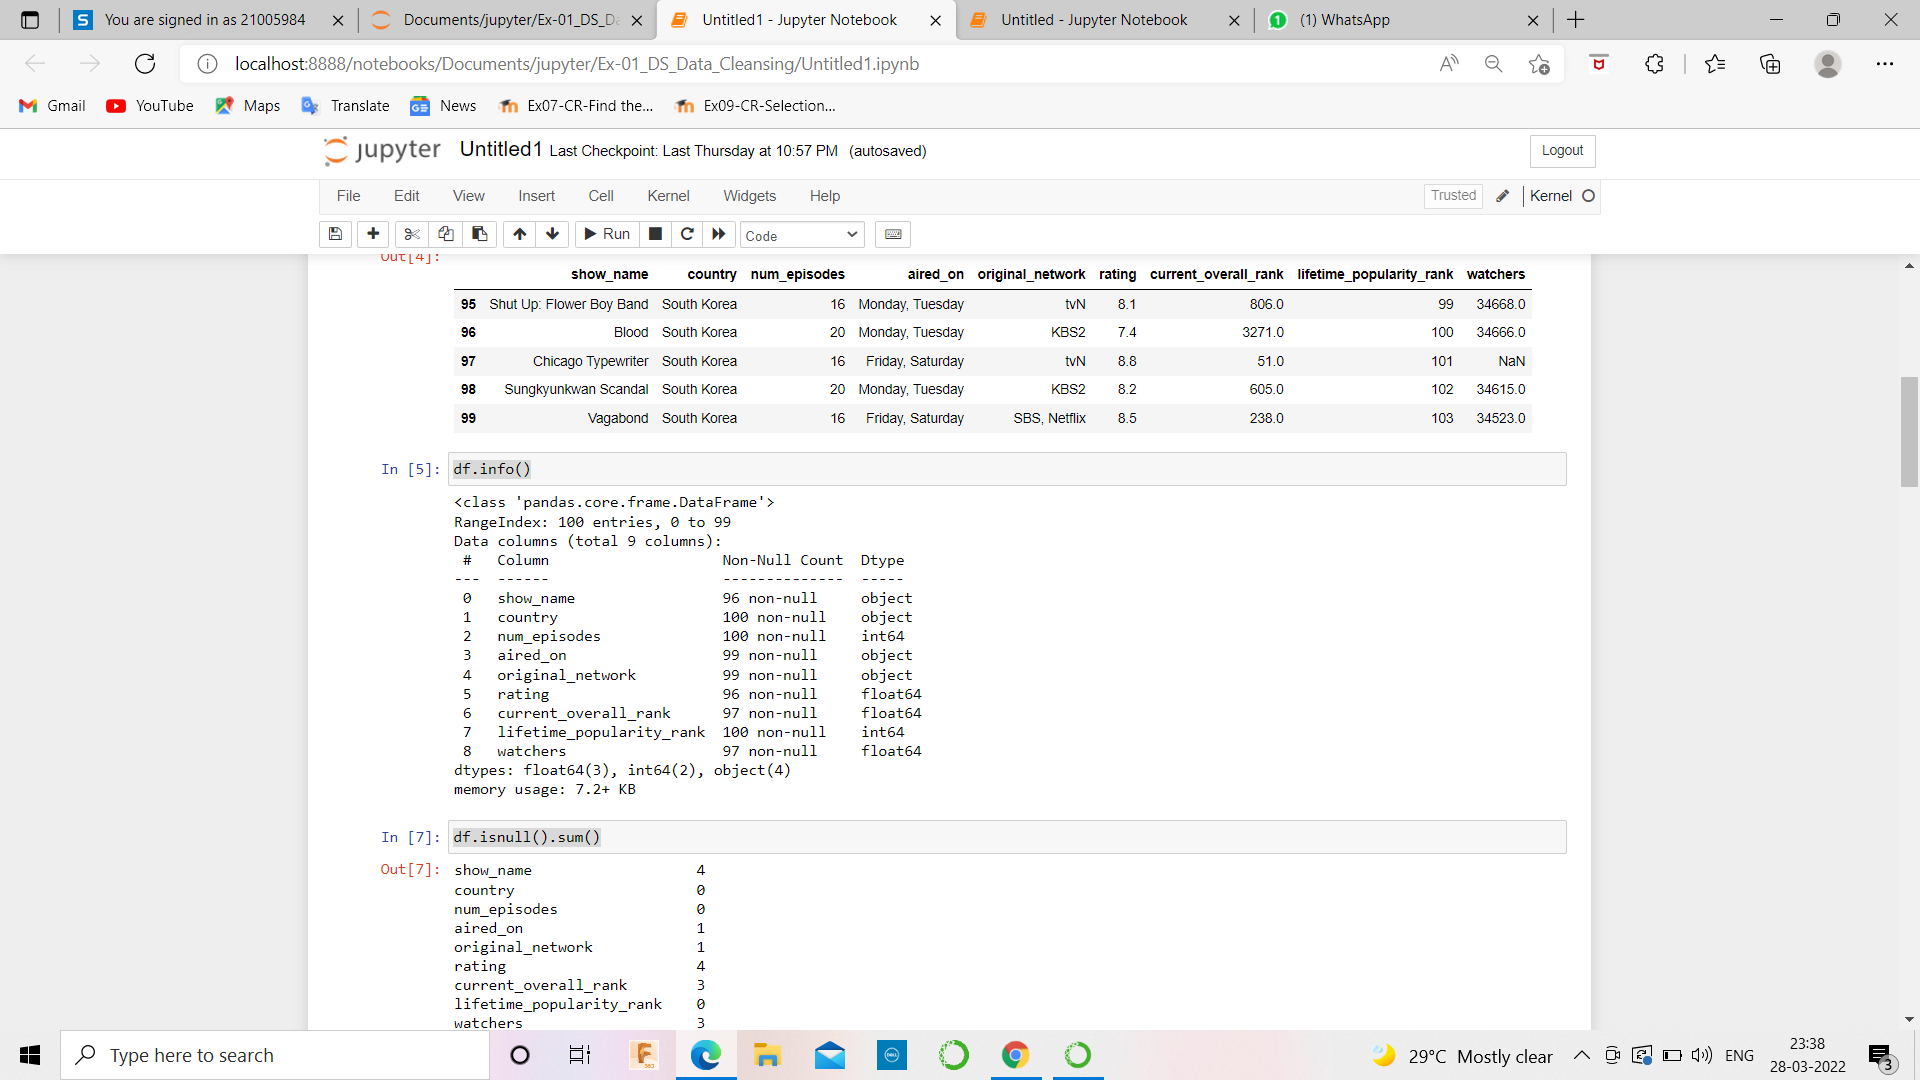 You are signed in as 21005984
Documents/jupyter/Ex-01_DS_Da
Untitled1 - Jupyter Notebook
Untitled - Jupyter Notebook
(1) WhatsApp
localhost:8888/notebooks/Documents/jupyter/Ex-01_DS_Data_Cleansing/Untitled1.ipynb
Gmail YouTube Maps Translate News Ex07-CR-Find the... Ex09-CR-Selection...
jupyter Untitled1 Last Checkpoint: Last Thursday at 10:57 PM (autosaved) Logout
File Edit View Insert Cell Kernel Widgets Help Trusted Kernel
Run Code
Out[4]:
show_name country num_episodes aired_on original_network rating current_overall_rank lifetime_popularity_rank watchers
95 Shut Up: Flower Boy Band South Korea 16 Monday, Tuesday tvN 8.1 806.0 99 34668.0
96 Blood South Korea 20 Monday, Tuesday KBS2 7.4 3271.0 100 34666.0
97 Chicago Typewriter South Korea 16 Friday, Saturday tvN 8.8 51.0 101 NaN
98 Sungkyunkwan Scandal South Korea 20 Monday, Tuesday KBS2 8.2 605.0 102 34615.0
99 Vagabond South Korea 16 Friday, Saturday SBS, Netflix 8.5 238.0 103 34523.0
In [5]: df.info()
<class 'pandas.core.frame.DataFrame'>
RangeIndex: 100 entries, 0 to 99
Data columns (total 9 columns):
# Column Non-Null Count Dtype
--- ------ -------------- -----
0 show_name 96 non-null object
1 country 100 non-null object
2 num_episodes 100 non-null int64
3 aired_on 99 non-null object
4 original_network 99 non-null object
5 rating 96 non-null float64
6 current_overall_rank 97 non-null float64
7 lifetime_popularity_rank 100 non-null int64
8 watchers 97 non-null float64
dtypes: float64(3), int64(2), object(4)
memory usage: 7.2+ KB
In [7]: df.isnull().sum()
Out[7]: show_name 4
country 0
num_episodes 0
aired_on 1
original_network 1
rating 4
current_overall_rank 3
lifetime_popularity_rank 0
watchers 3
Type here to search
29°C Mostly clear
ENG
23:38
28-03-2022
3